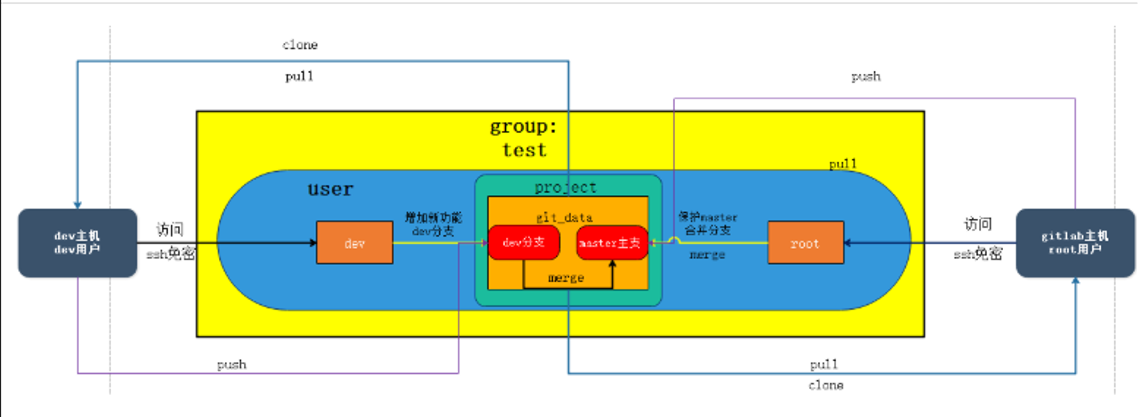 clone
pull
push
group:
test
pull
user
project
git_data
增加新功能
dev分支
保护master
合并分支
访问
ssh免密
dev主机
dev用户
dev
dev分支
master主支
merge
merge
root
访问
ssh免密
gitlab主机
root用户
push
pull
clone